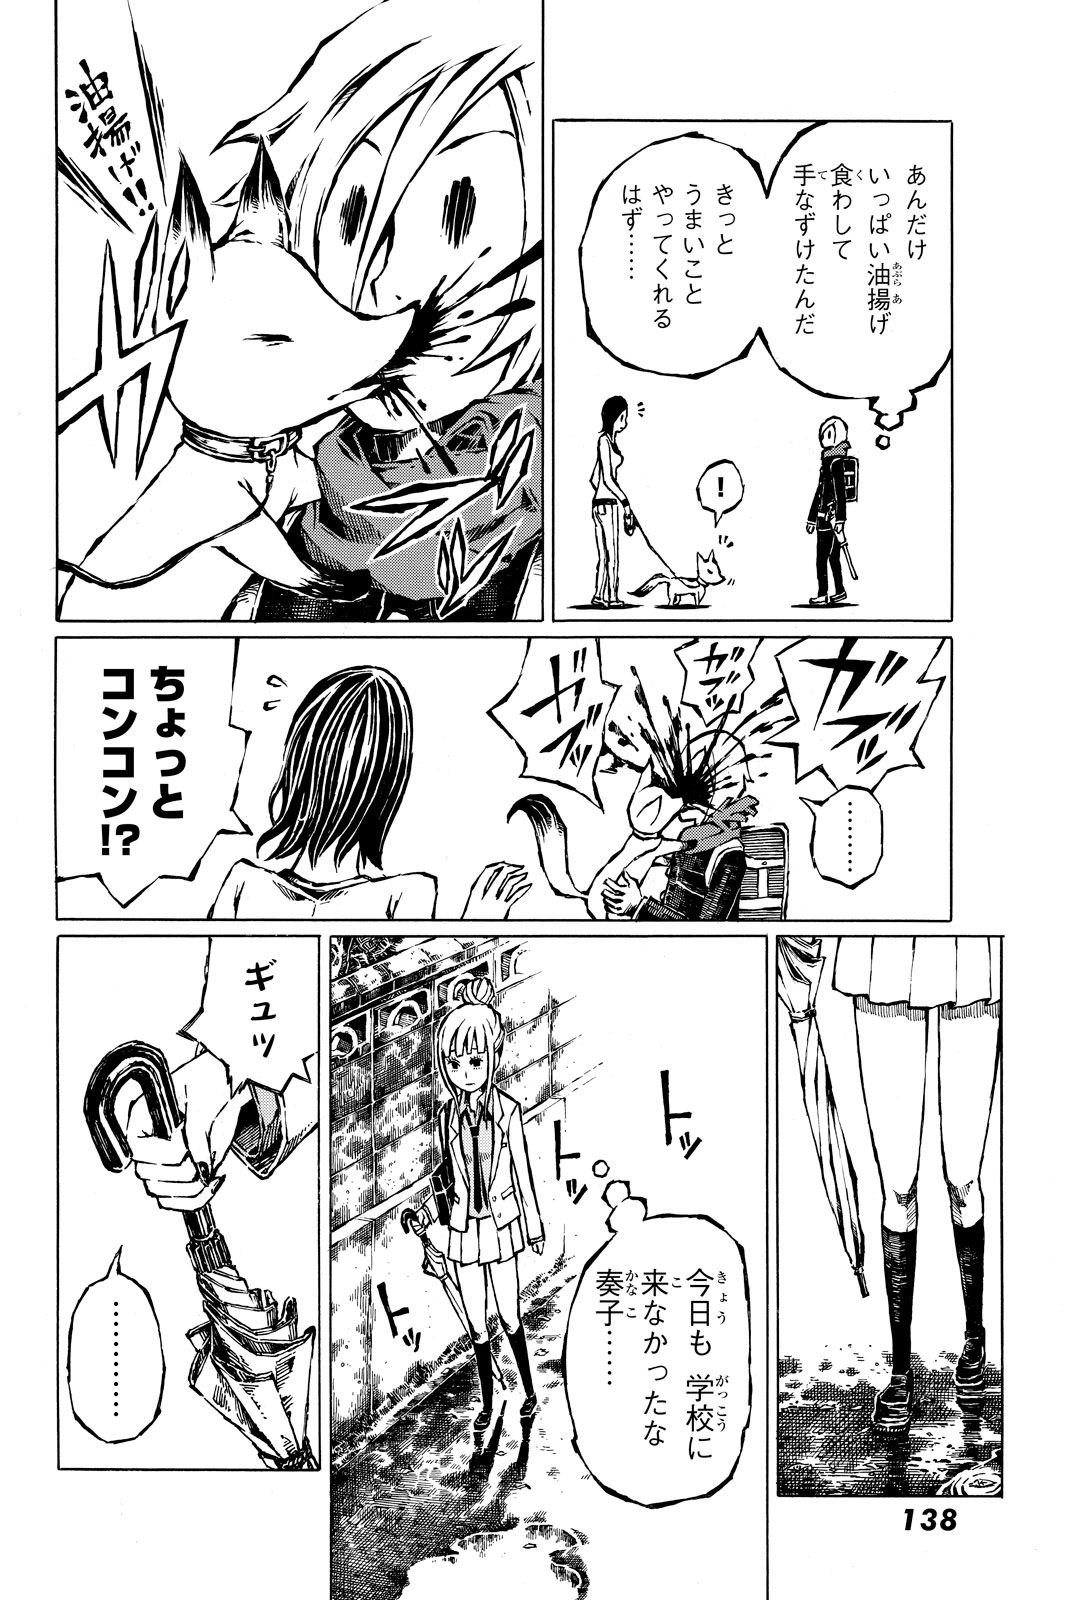 あんだけ
いっぱい油揚げ
食わして
手なずけたんだ
きっと
うまいこと
やってくれる
はず……
!
油揚げ!!
ガブ
ガブ
ガブ
ガブ
………
ちょっと
コンコン!?
トッ
トッ
トッ
今日も 学校に
来なかったな
奏子……
ギュッ
………
138